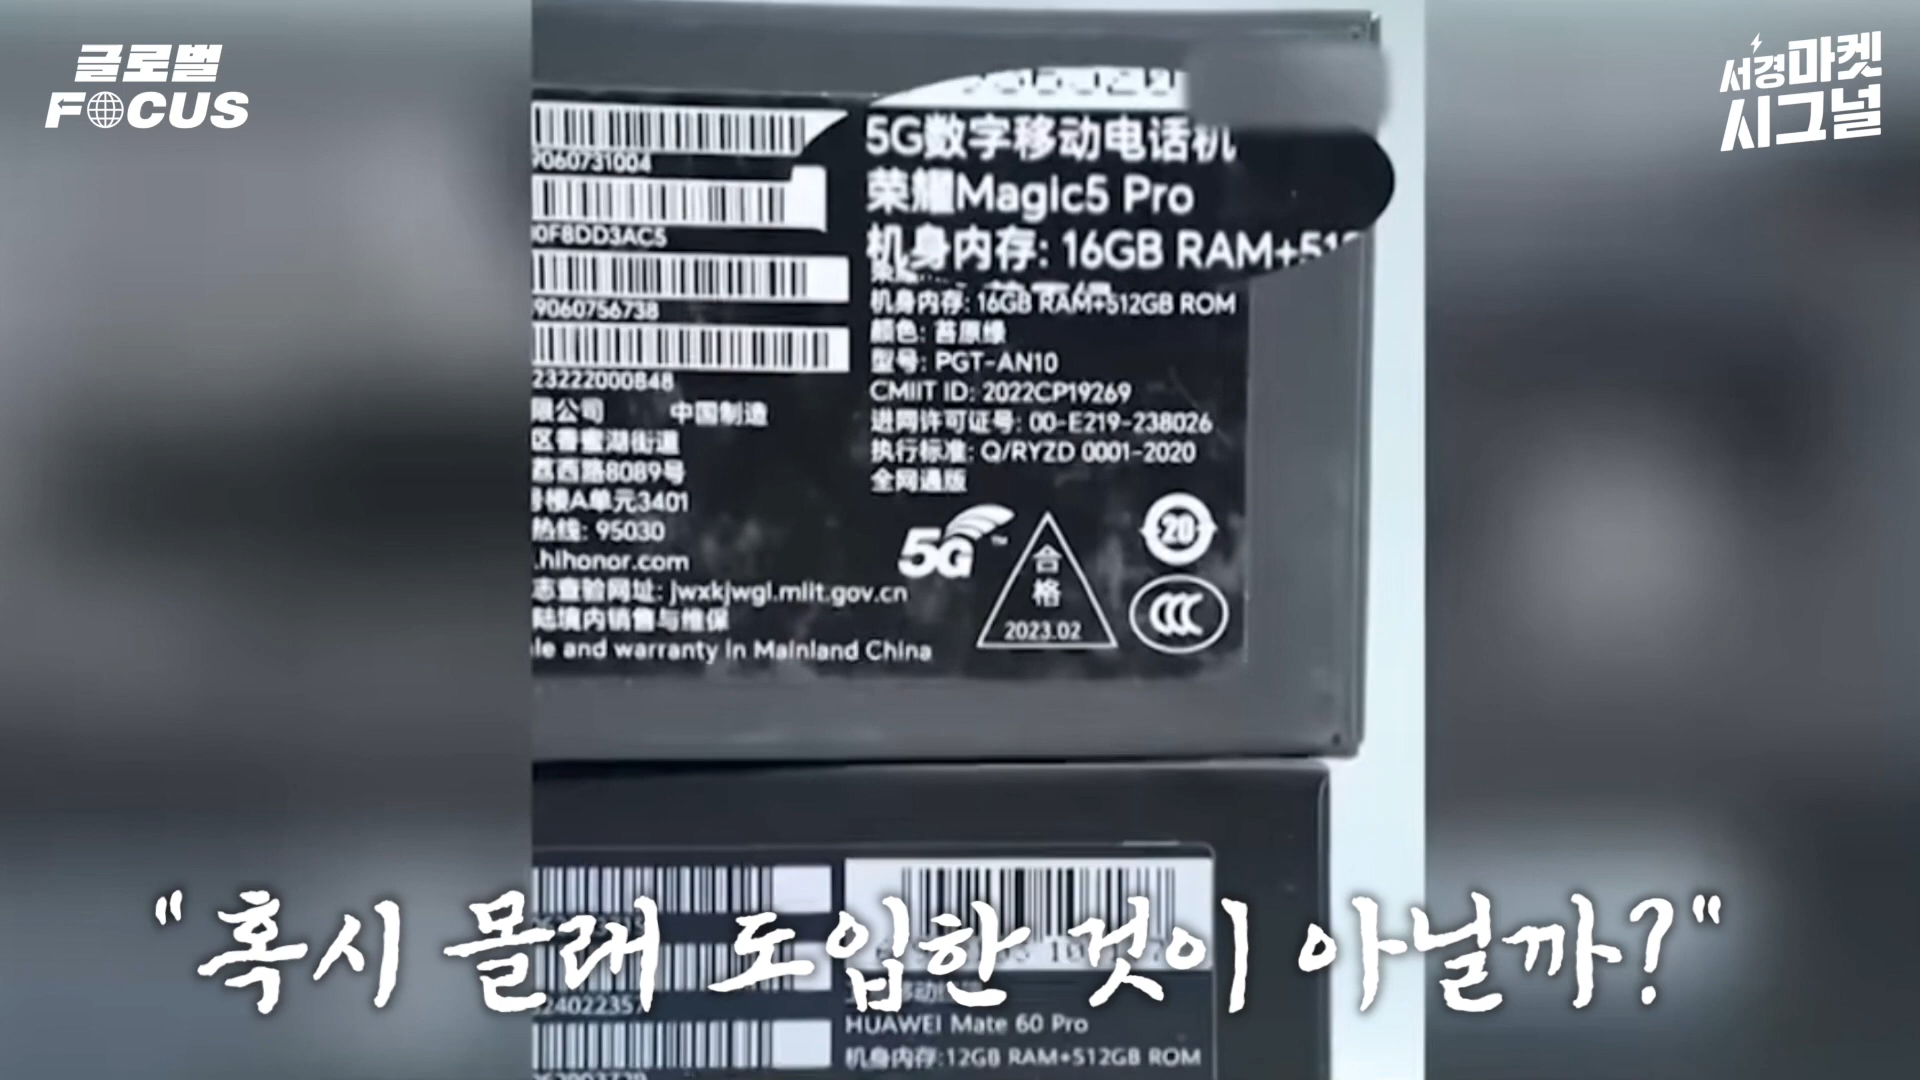 글로벌
FOCUS
서경마켓
시그널
5G数字移动电话机
荣耀Magic5 Pro
机身内存: 16GB RAM+512
机身内存: 16GB RAM+512GB ROM
颜色: 苔原绿
型号: PGT-AN10
CMIIT ID: 2022CP19269
进网许可证号: 00-E219-238026
执行标准: Q/RYZD 0001-2020
全网通版
9060731004
00F8DD3AC5
9060756738
23222000848
限公司 中国制造
区香蜜湖街道
荔西路8089号
号楼A单元3401
热线: 95030
.hihonor.com
志查验网址: jwxkjwgl.miit.gov.cn
陆境内销售与维保
le and warranty in Mainland China
5G™
合
格
2023.02
20
CCC
"혹시 몰래 도입한 것이 아닐까?"
24022357
HUAWEI Mate 60 Pro
机身内存:12GB RAM+512GB ROM